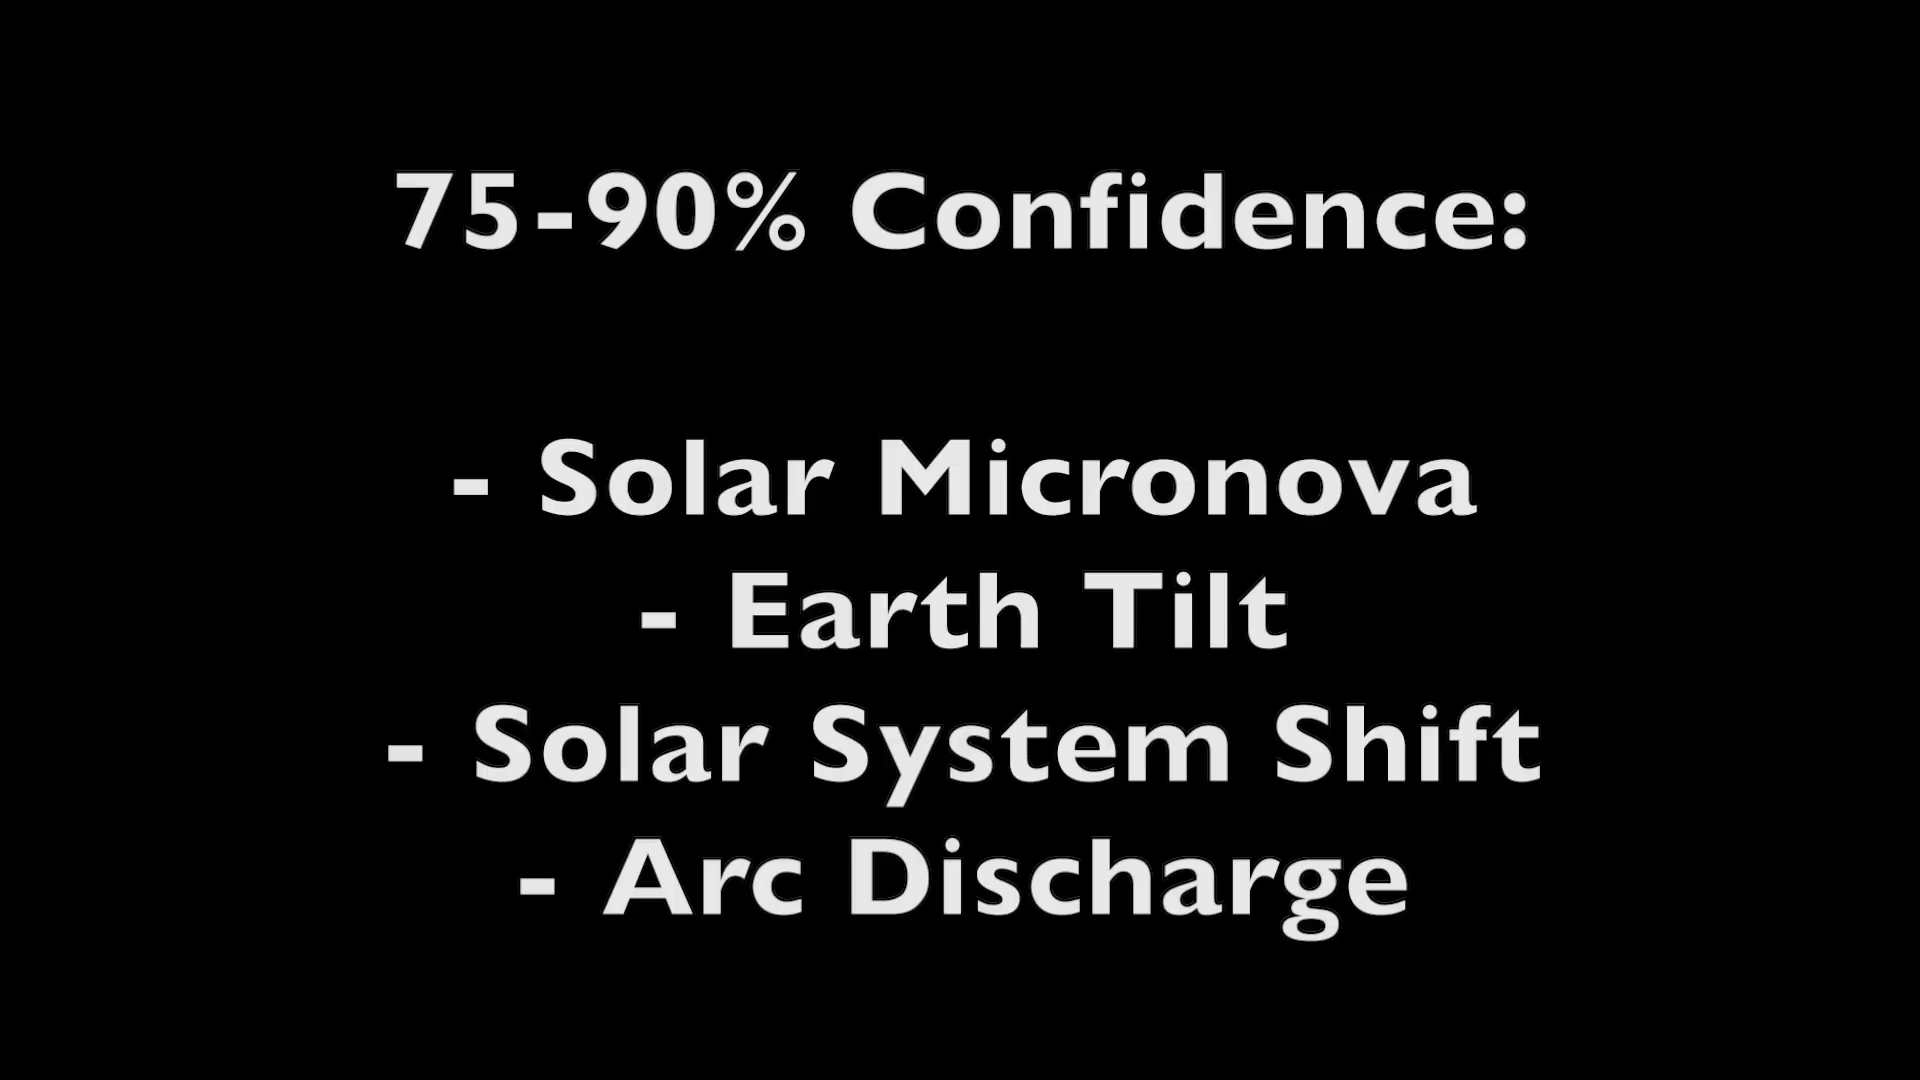 75-90% Confidence:
- Solar Micronova
- Earth Tilt
- Solar System Shift
- Arc Discharge